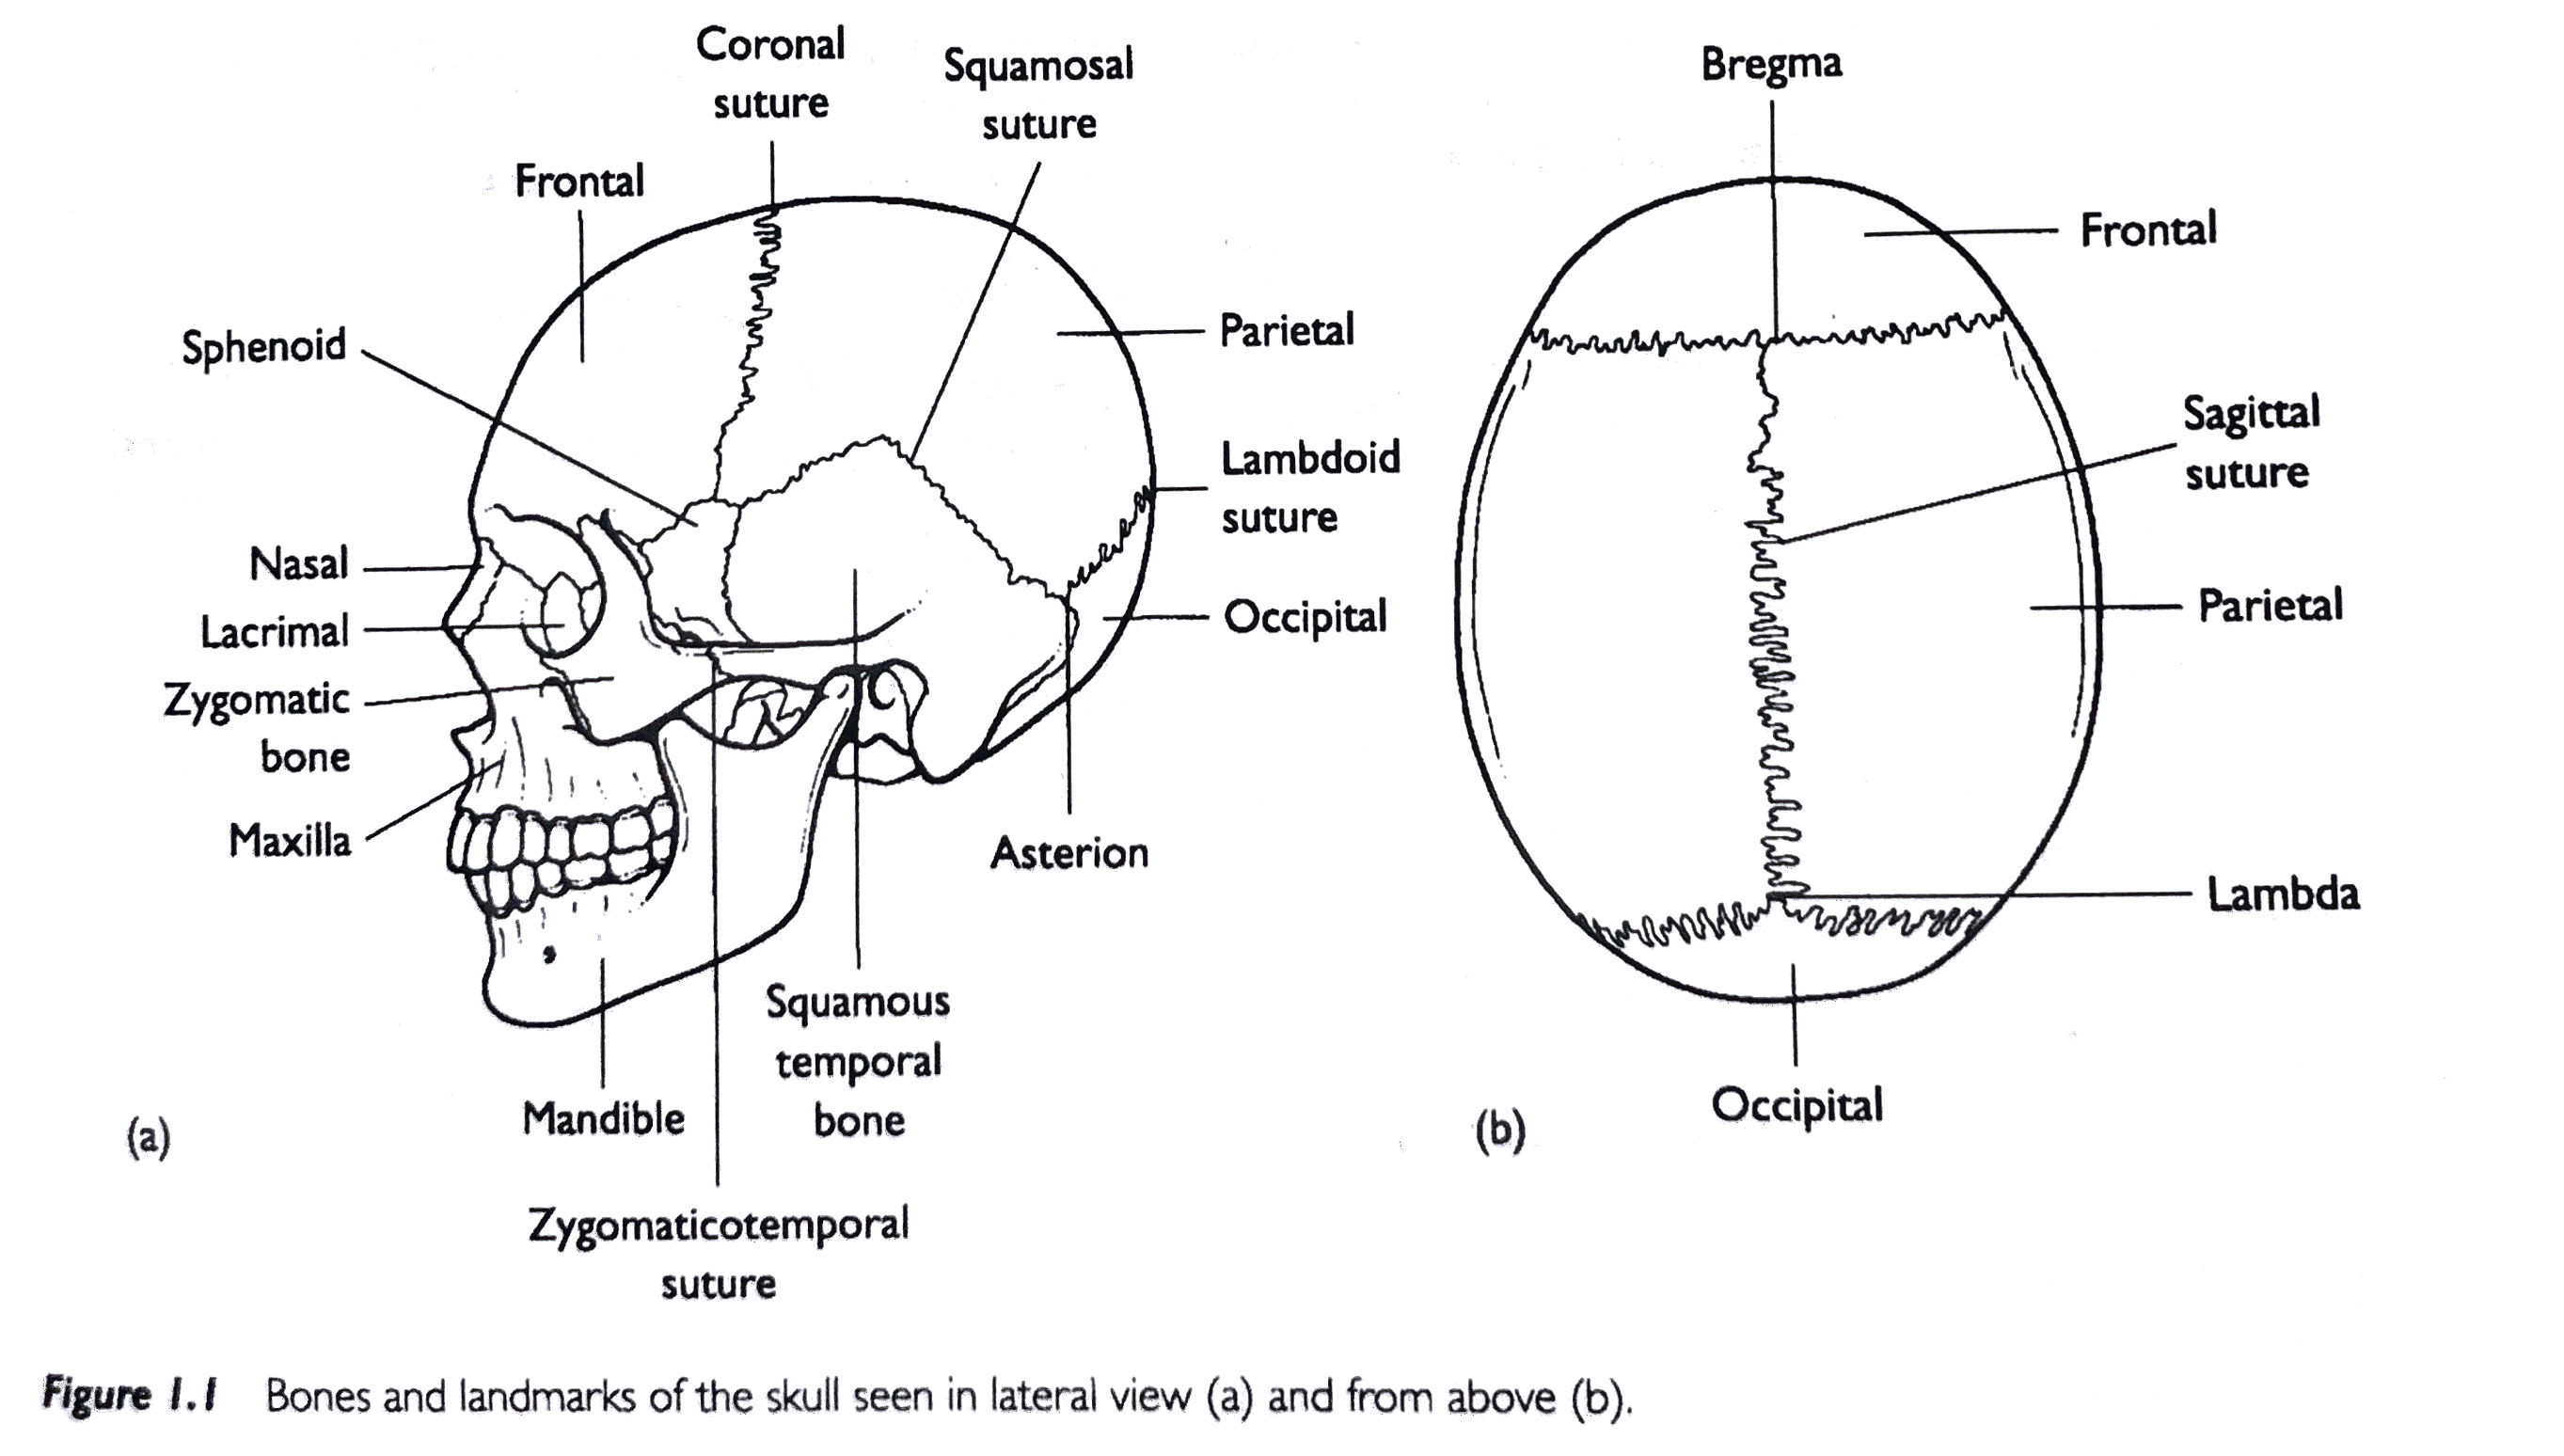 Coronal
suture
Squamosal
suture
Frontal
Sphenoid
Parietal
Lambdoid
suture
Nasal
Lacrimal
Occipital
Zygomatic
bone
Maxilla
Asterion
Squamous
temporal
bone
Mandible
(a)
Zygomaticotemporal
suture
Bregma
Frontal
Sagittal
suture
Parietal
Lambda
Occipital
(b)
Figure 1.1 Bones and landmarks of the skull seen in lateral view (a) and from above (b).